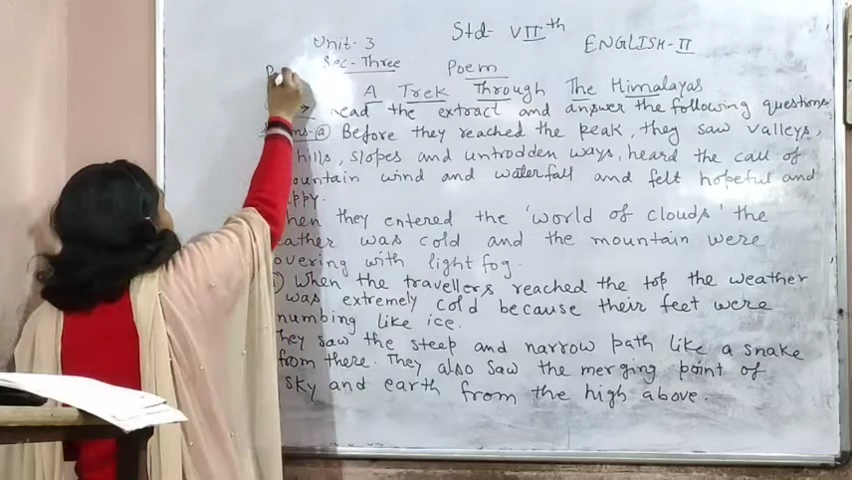 Std- VIIth
Unit- 3
ENGLISH-II
Sec-Three
Poem
A Trek Through The Himalayas
read the extract and answer the following questions
ⓐ Before they reached the peak, they saw valleys,
hills, slopes and untrodden ways, heard the call of
mountain wind and waterfall and felt hopeful and
happy.
they entered the 'world of clouds' the
was cold and the mountain were
with light fog.
When the travellers reached the top the weather
was extremely cold because their feet were
numbing like ice.
They saw the steep and narrow path like a snake
from there. They also saw the merging point of
sky and earth from the high above.